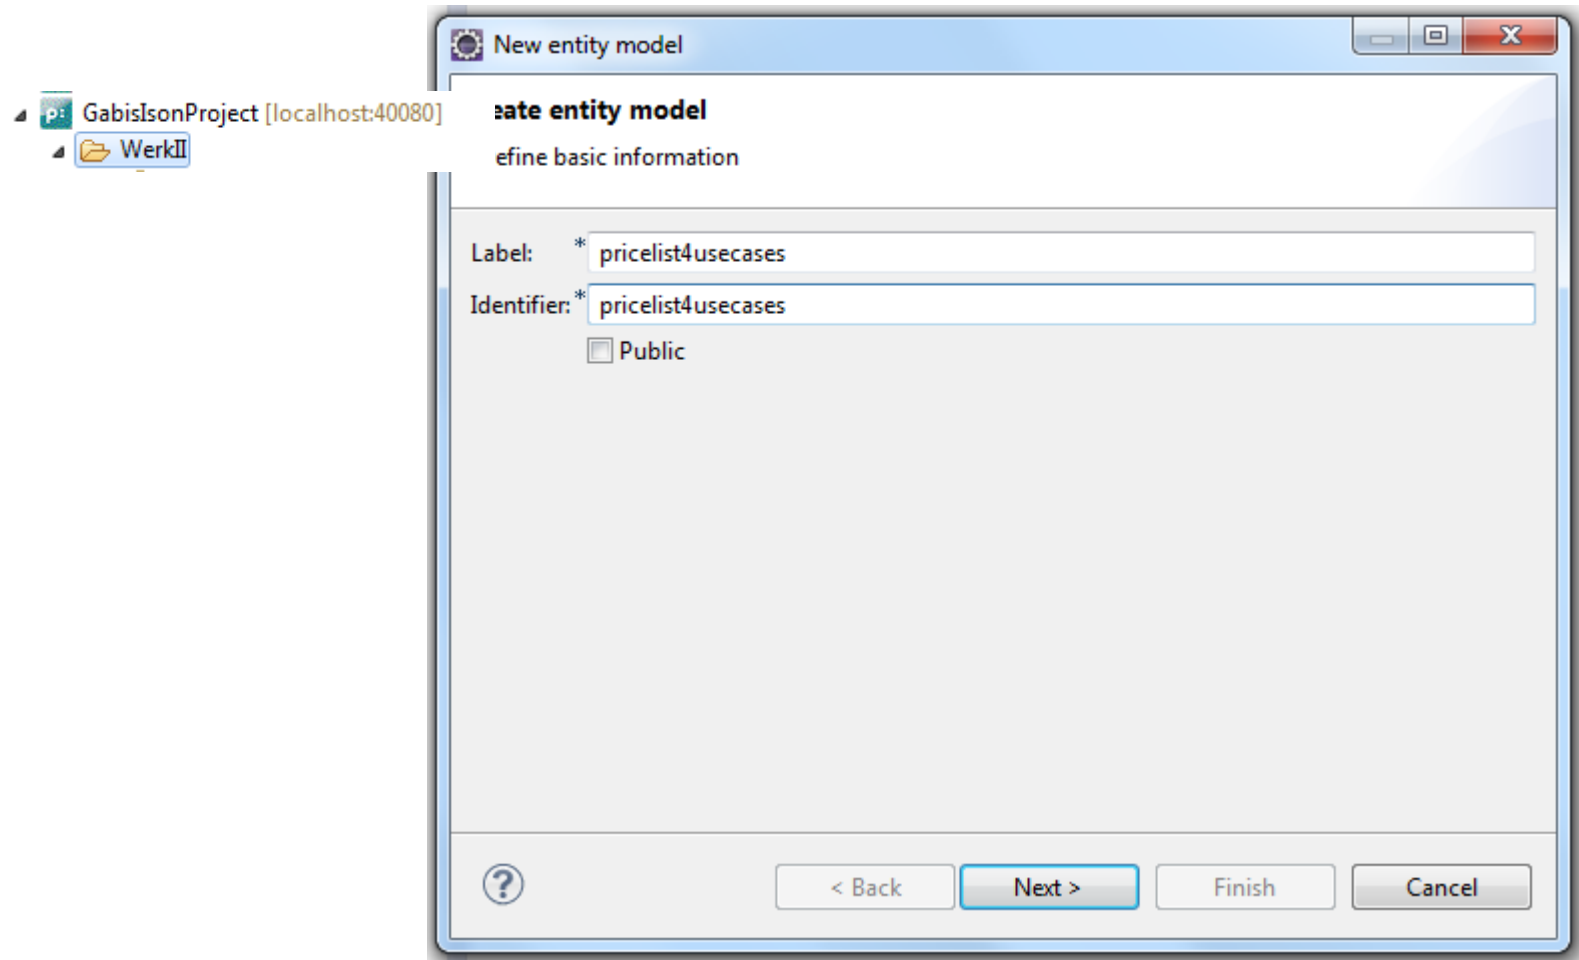 New entity model
GabisIsonProject [localhost:40080]
WerkII
eate entity model
efine basic information
Label: * pricelist4usecases
Identifier: * pricelist4usecases
Public
? < Back Next > Finish Cancel